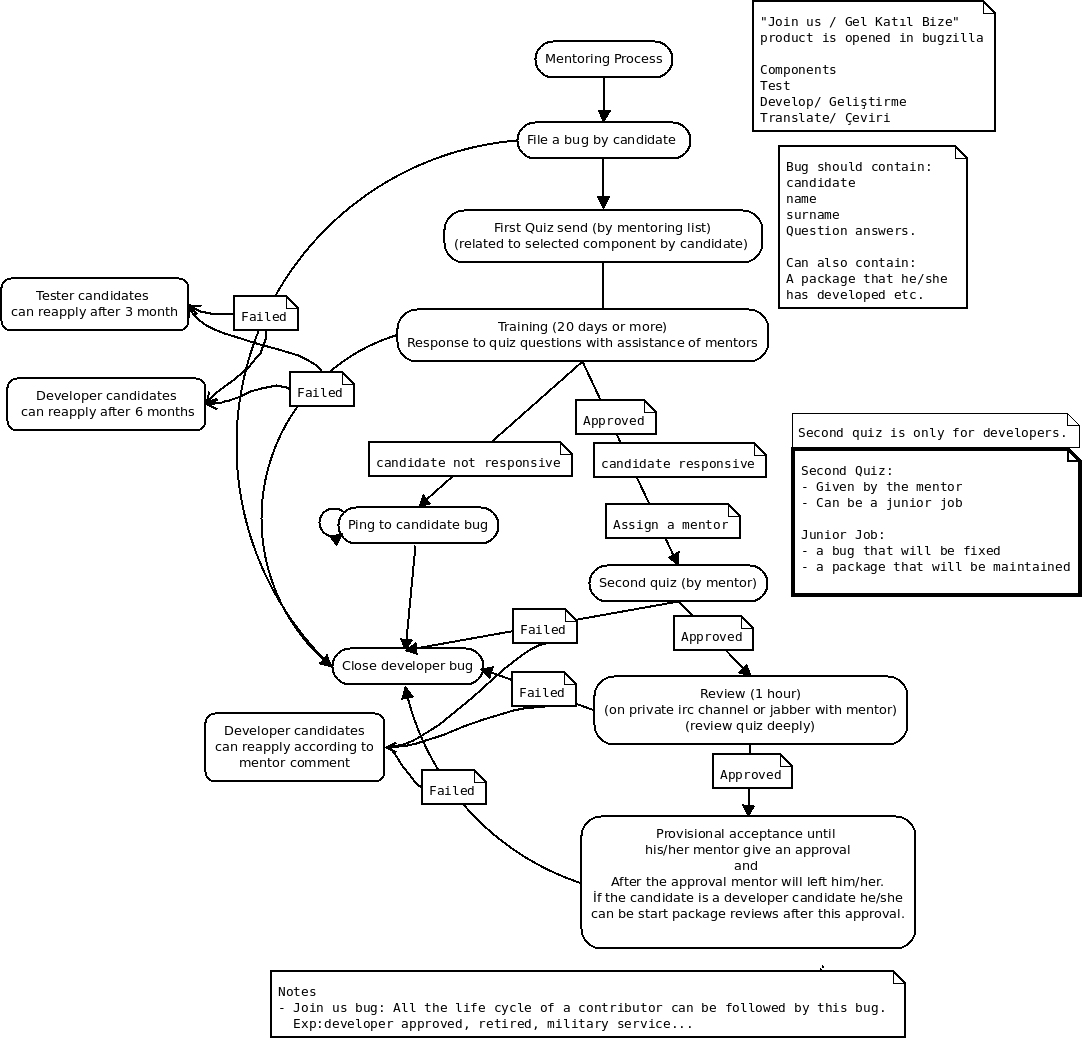 "Join us / Gel Katıl Bize"
product is opened in bugzilla
Components
Test
Develop/ Geliştirme
Translate/ Çeviri
Mentoring Process
File a bug by candidate
Bug should contain:
candidate
name
surname
Question answers.
Can also contain:
A package that he/she
has developed etc.
First Quiz send (by mentoring list)
(related to selected component by candidate)
Tester candidates
can reapply after 3 month
Failed
Training (20 days or more)
Response to quiz questions with assistance of mentors
Developer candidates
can reapply after 6 months
Failed
Approved
candidate not responsive
candidate responsive
Second quiz is only for developers.
Second Quiz:
- Given by the mentor
- Can be a junior job
Junior Job:
- a bug that will be fixed
- a package that will be maintained
Ping to candidate bug
Assign a mentor
Second quiz (by mentor)
Failed
Approved
Close developer bug
Failed
Review (1 hour)
(on private irc channel or jabber with mentor)
(review quiz deeply)
Developer candidates
can reapply according to
mentor comment
Approved
Failed
Provisional acceptance until
his/her mentor give an approval
and
After the approval mentor will left him/her.
İf the candidate is a developer candidate he/she
can be start package reviews after this approval.
Notes
- Join us bug: All the life cycle of a contributor can be followed by this bug.
Exp:developer approved, retired, military service...